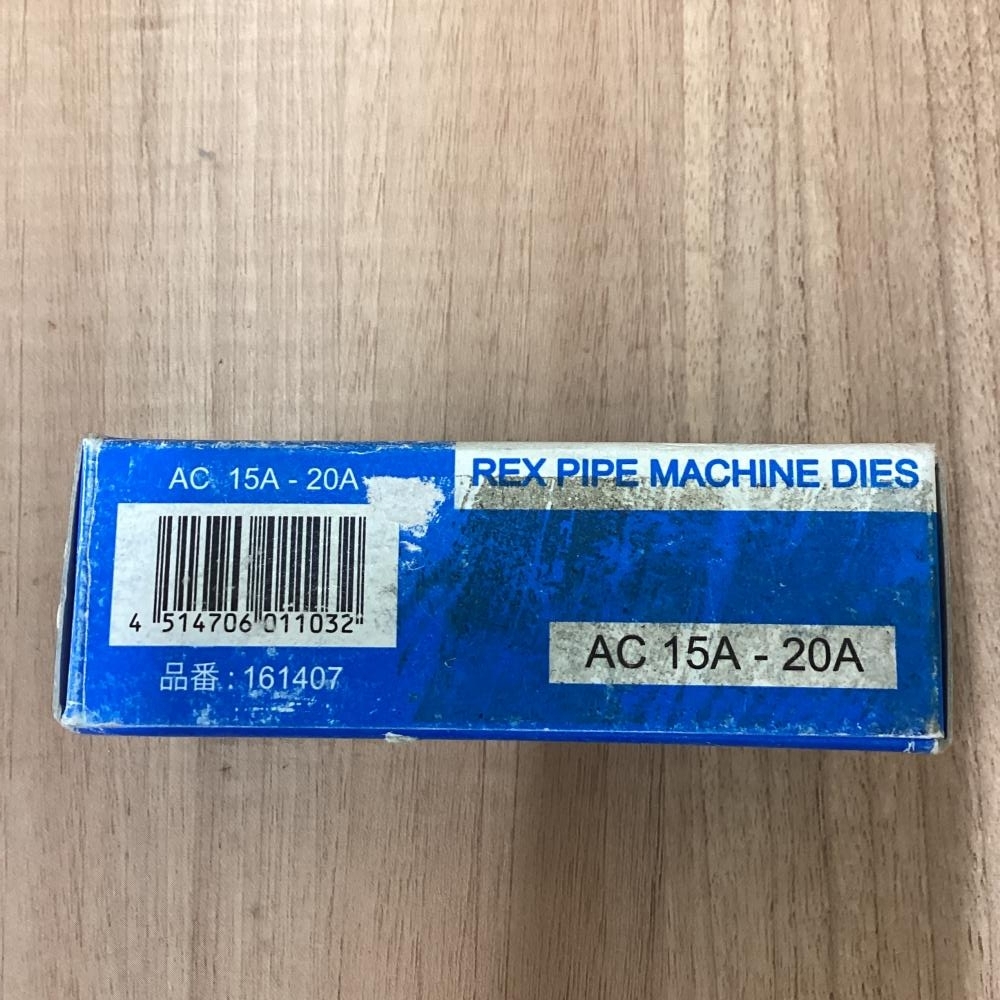 AC 15A - 20A
4 514706 011032
品番 : 161407
REX PIPE MACHINE DIES
AC 15A - 20A